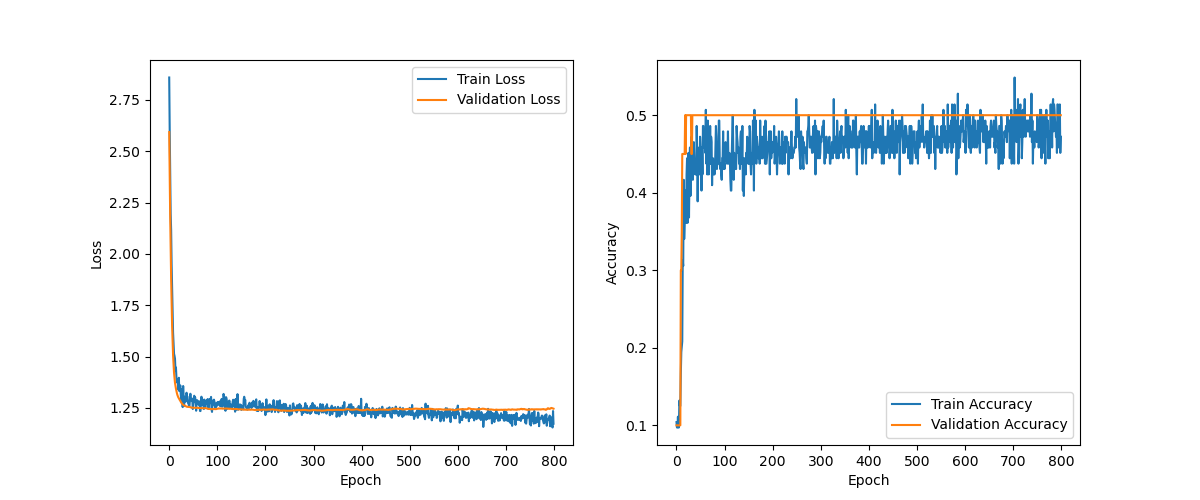 Train Loss
Validation Loss
2.75
2.50
2.25
2.00
1.75
1.50
1.25
Loss
0 100 200 300 400 500 600 700 800
Epoch
0.5
0.4
0.3
0.2
0.1
Accuracy
Train Accuracy
Validation Accuracy
0 100 200 300 400 500 600 700 800
Epoch